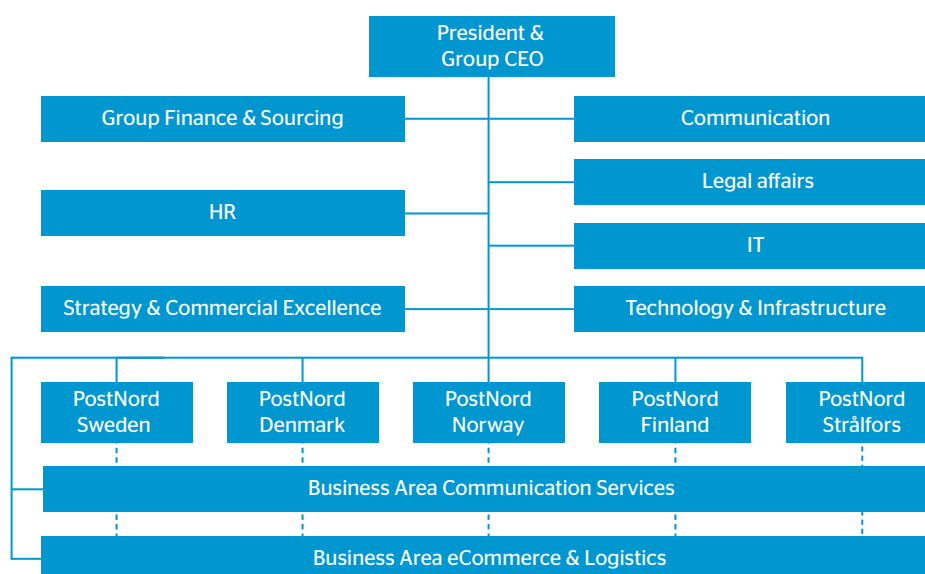 President &
Group CEO
Group Finance & Sourcing
Communication
Legal affairs
HR
IT
Strategy & Commercial Excellence
Technology & Infrastructure
PostNord
Sweden
PostNord
Denmark
PostNord
Norway
PostNord
Finland
PostNord
Strålfors
Business Area Communication Services
Business Area eCommerce & Logistics